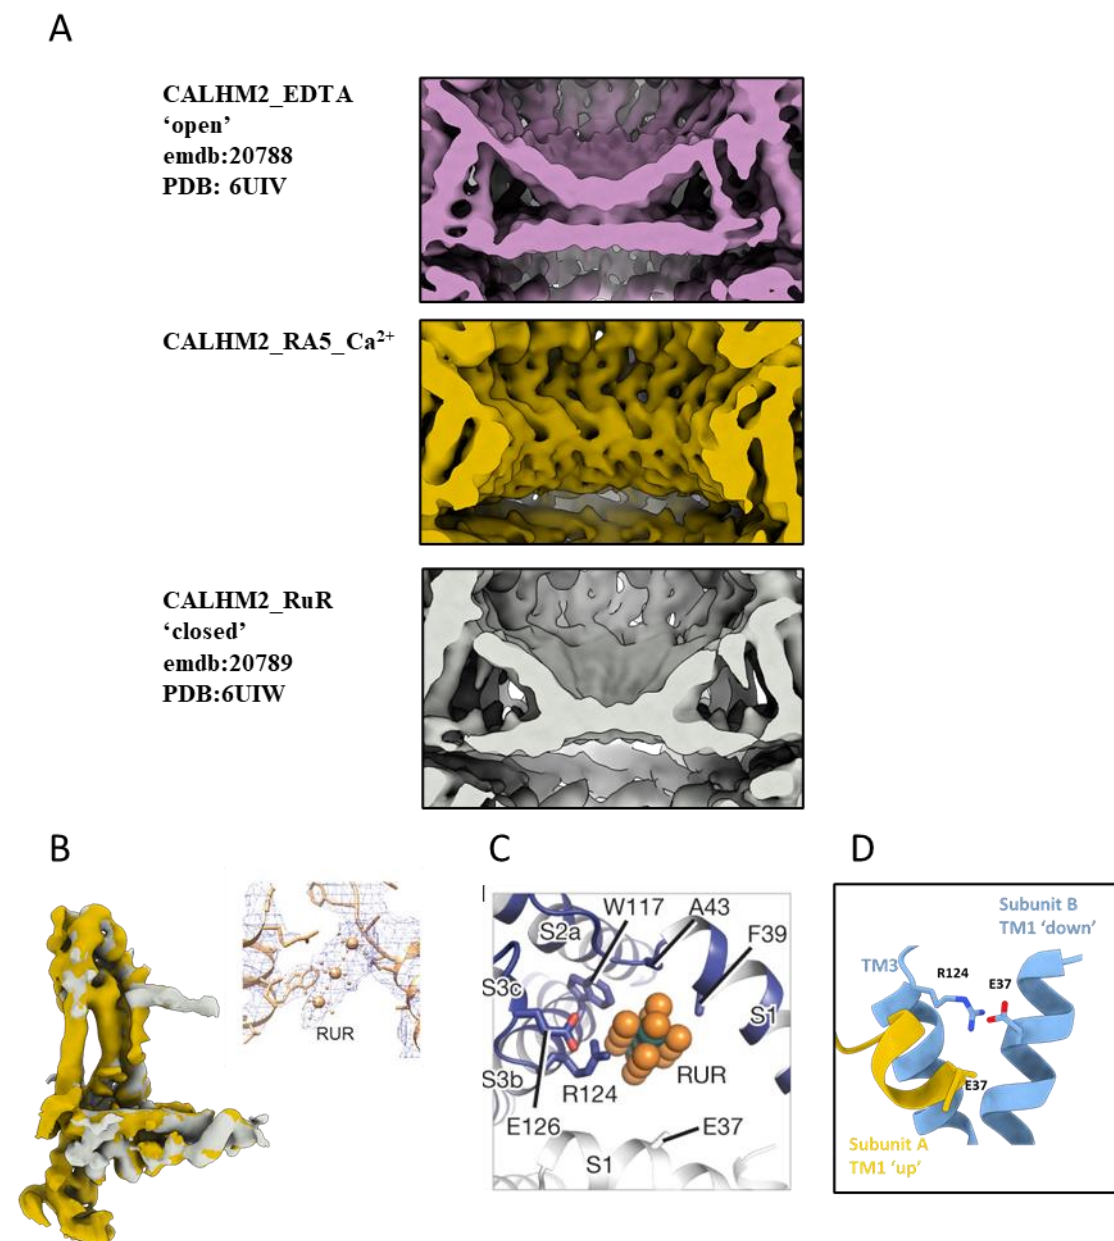 A
CALHM2_EDTA
‘open’
emdb:20788
PDB: 6UIV
CALHM2_RA5_Ca²⁺
CALHM2_RuR
‘closed’
emdb:20789
PDB:6UIW
B
RUR
C
W117
A43
S2a
F39
S3c
S1
S3b
R124
RUR
E126
E37
S1
D
Subunit B
TM1 ‘down’
TM3
R124
E37
E37
Subunit A
TM1 ‘up’